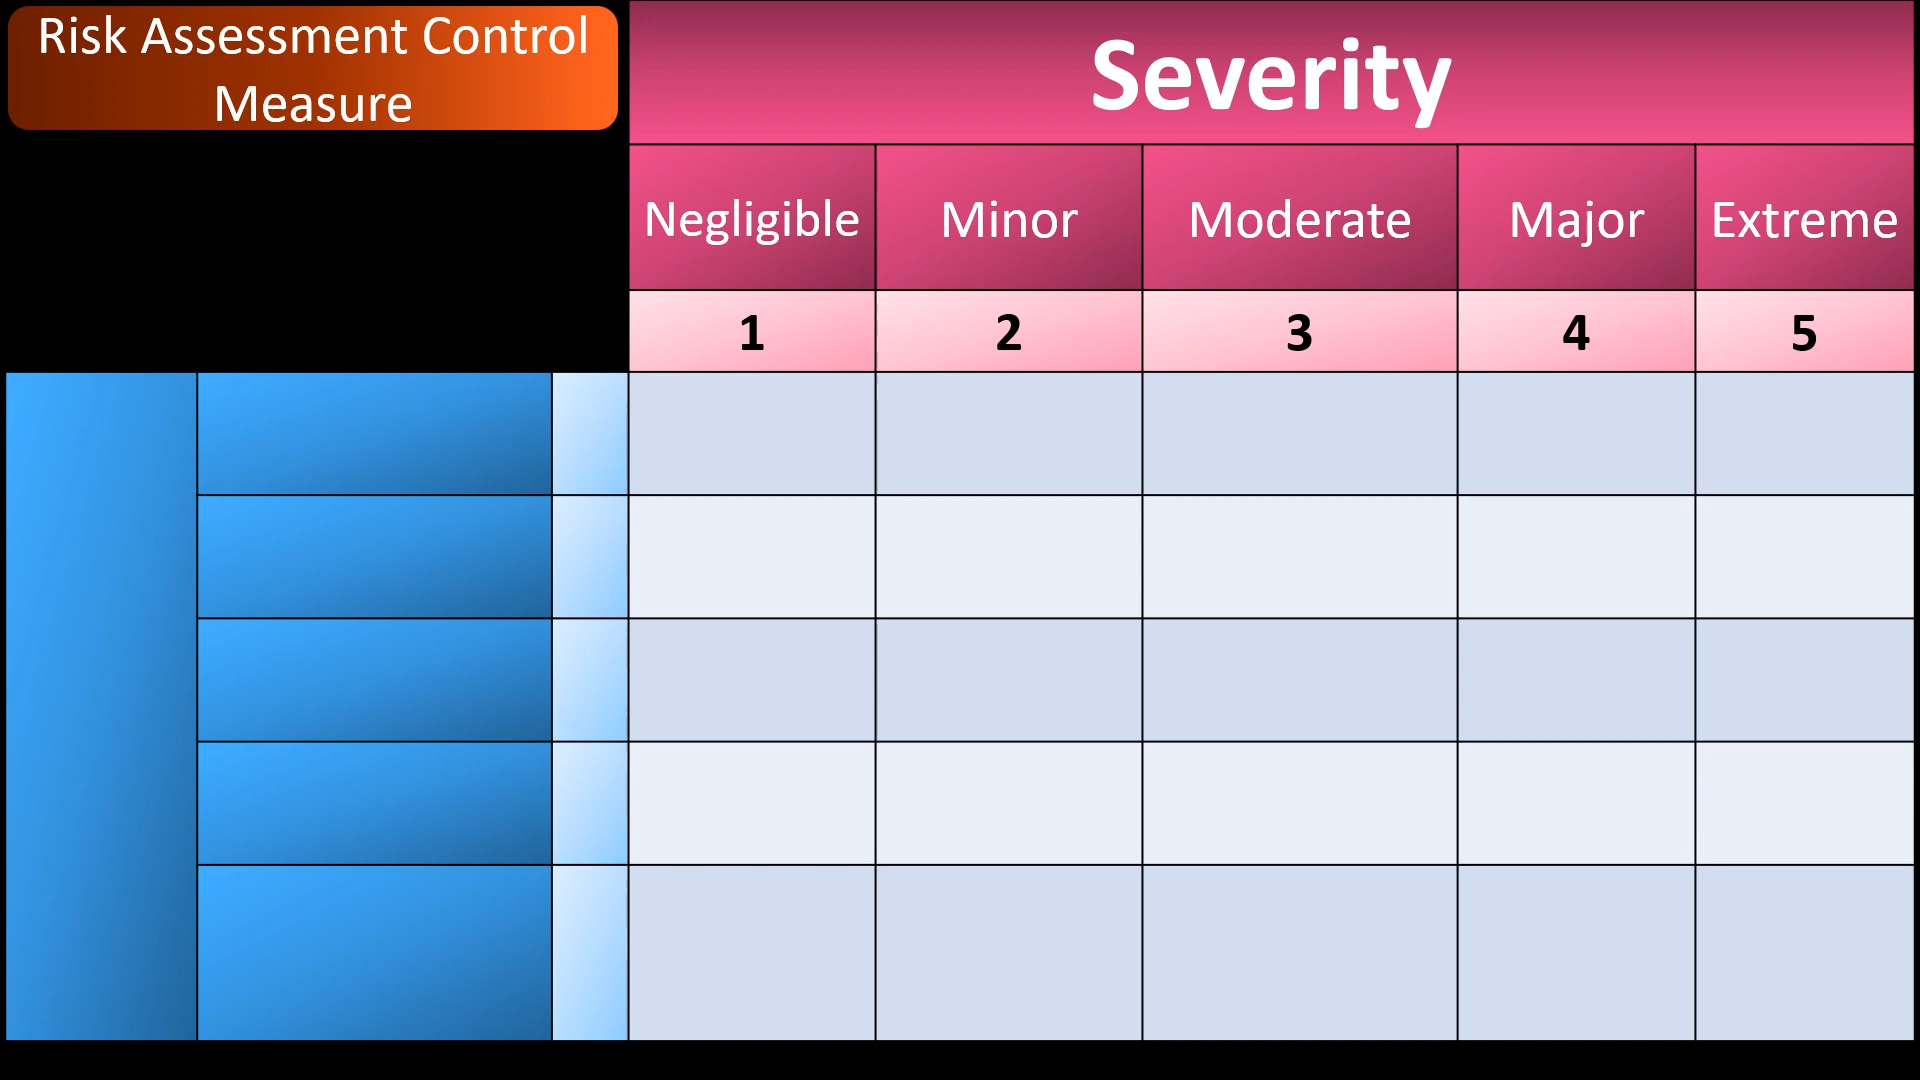 Risk Assessment Control
Measure
Severity
Negligible Minor Moderate Major Extreme
1 2 3 4 5